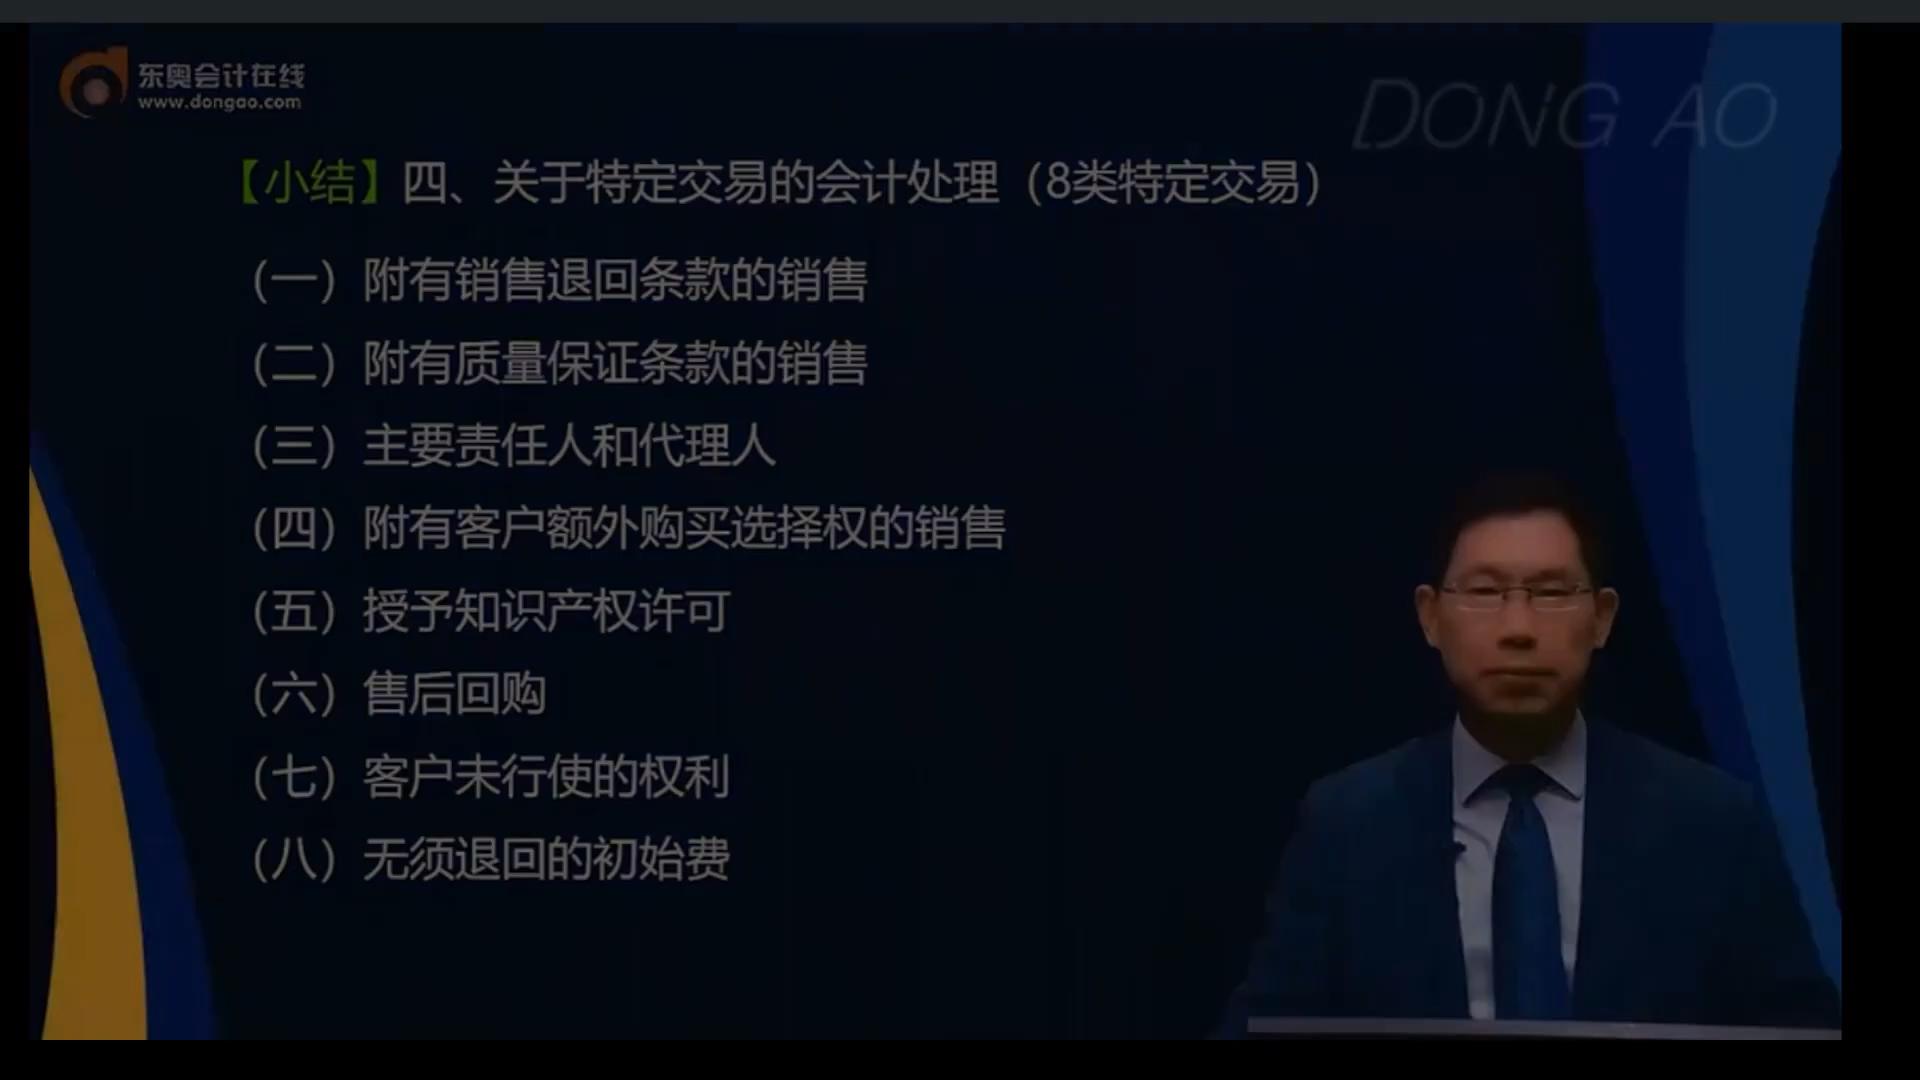 东奥会计在线
www.dongao.com
DONG AO
【小结】四、关于特定交易的会计处理（8类特定交易）
（一）附有销售退回条款的销售
（二）附有质量保证条款的销售
（三）主要责任人和代理人
（四）附有客户额外购买选择权的销售
（五）授予知识产权许可
（六）售后回购
（七）客户未行使的权利
（八）无须退回的初始费